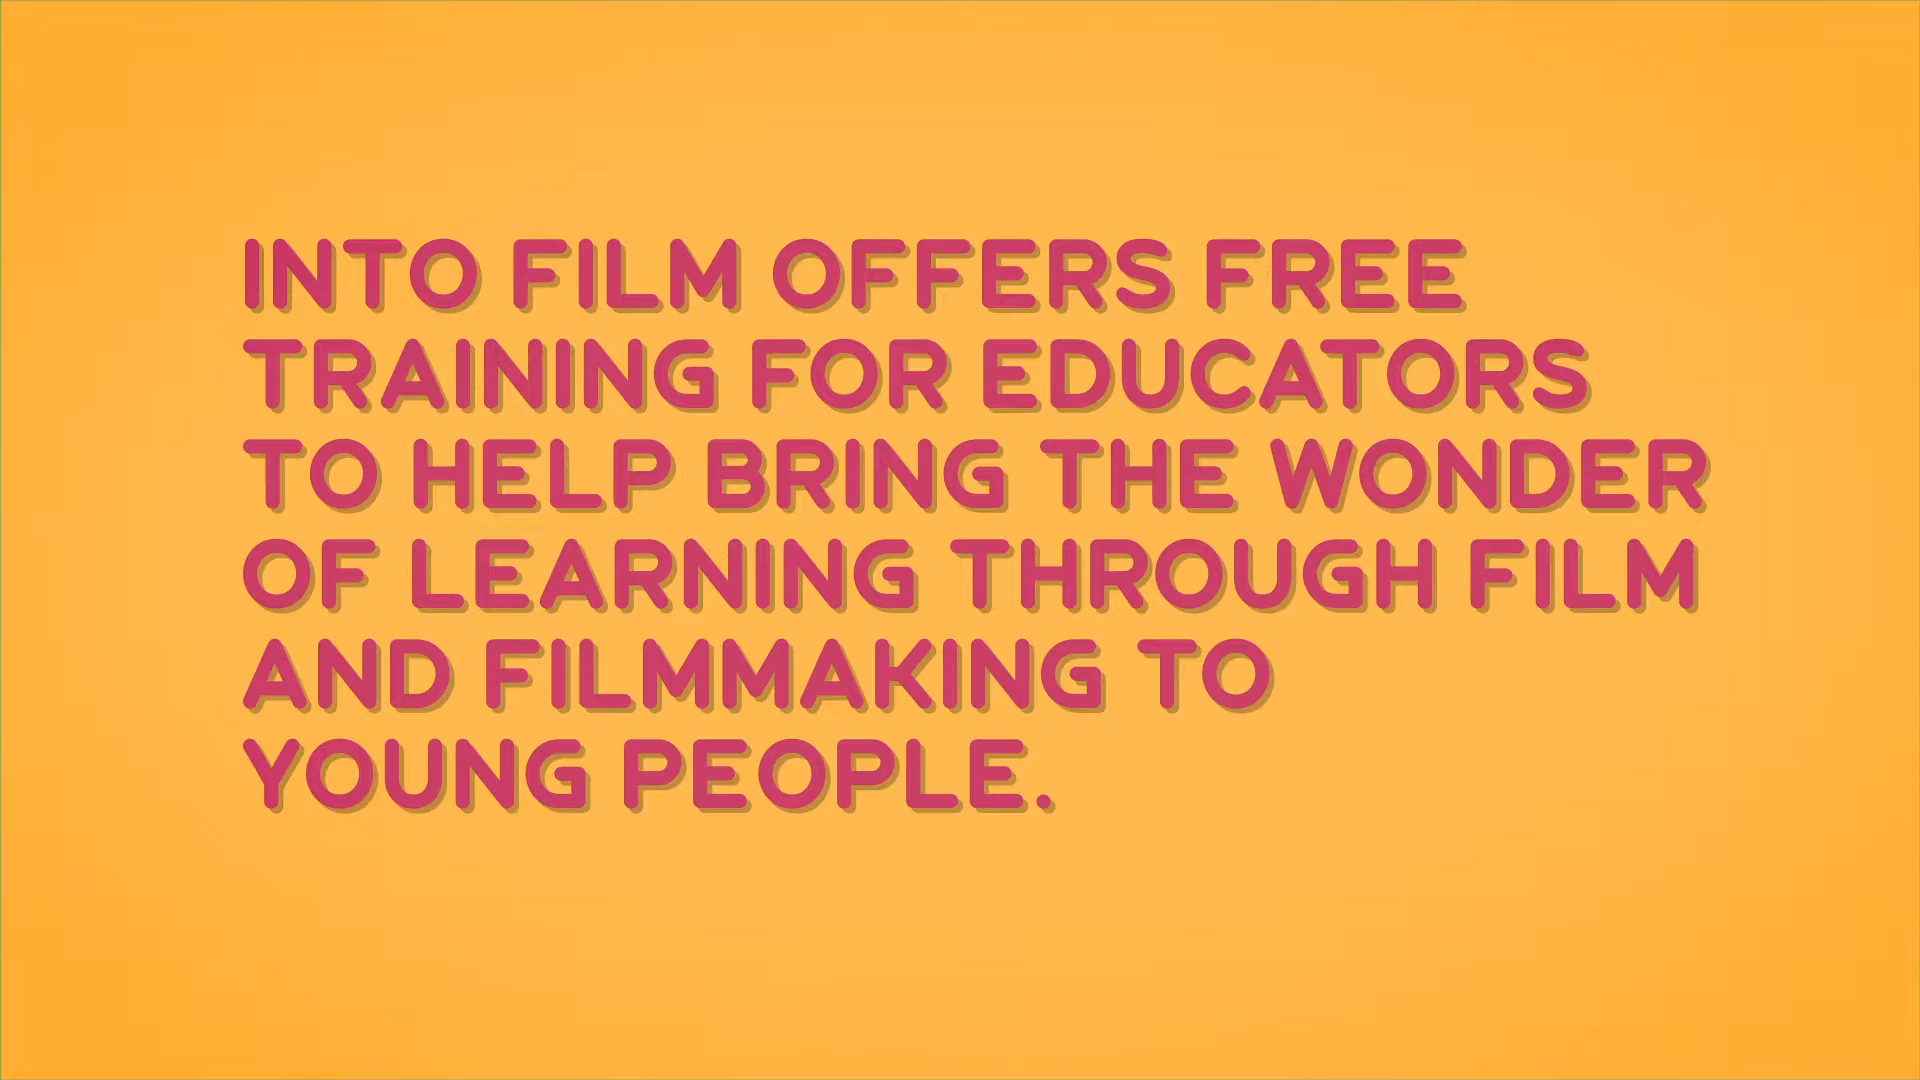 INTO FILM OFFERS FREE
TRAINING FOR EDUCATORS
TO HELP BRING THE WONDER
OF LEARNING THROUGH FILM
AND FILMMAKING TO
YOUNG PEOPLE.